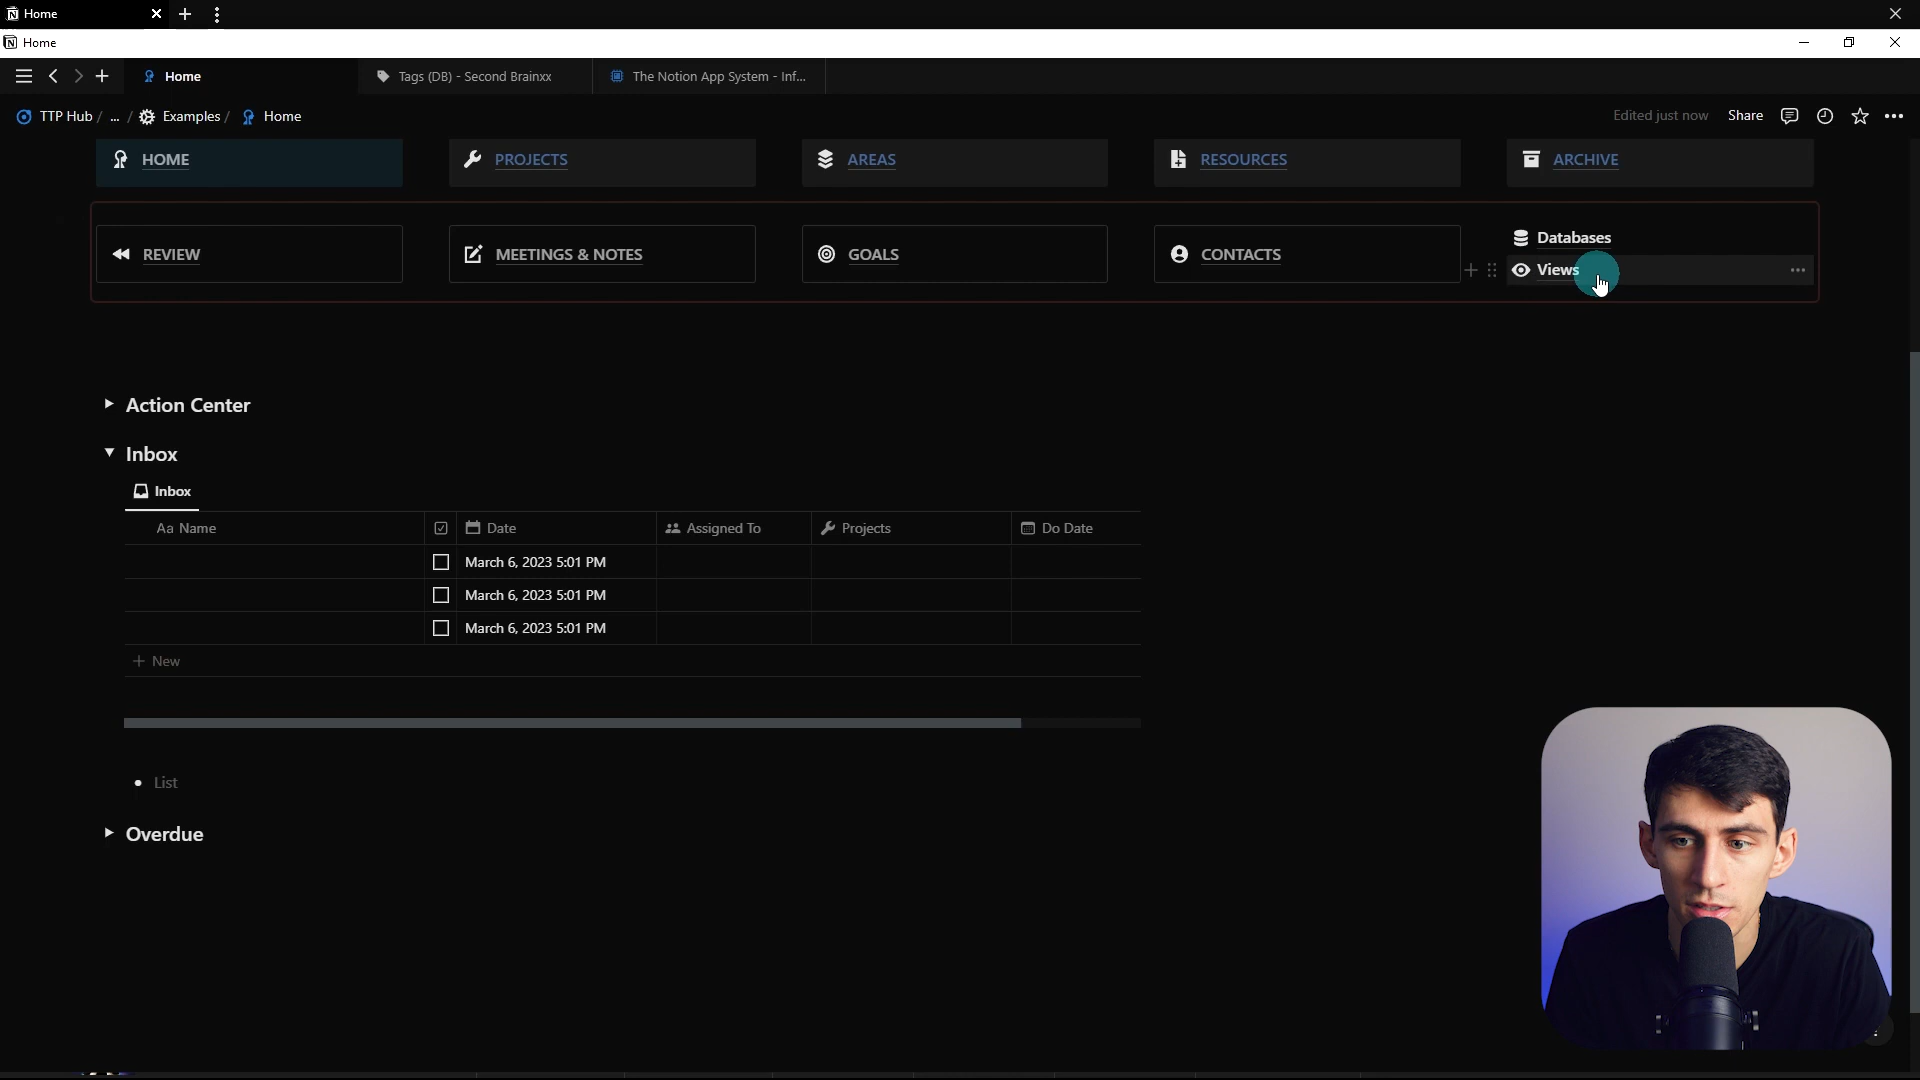 Home
Home
Home
Tags (DB) - Second Brainxx
The Notion App System - Inf...
TTP Hub / ... / Examples / Home
Edited just now
Share
HOME
PROJECTS
AREAS
RESOURCES
ARCHIVE
REVIEW
MEETINGS & NOTES
GOALS
CONTACTS
Databases
Views
Action Center
Inbox
Inbox
Aa Name
Date
Assigned To
Projects
Do Date
March 6, 2023 5:01 PM
March 6, 2023 5:01 PM
March 6, 2023 5:01 PM
+ New
• List
Overdue